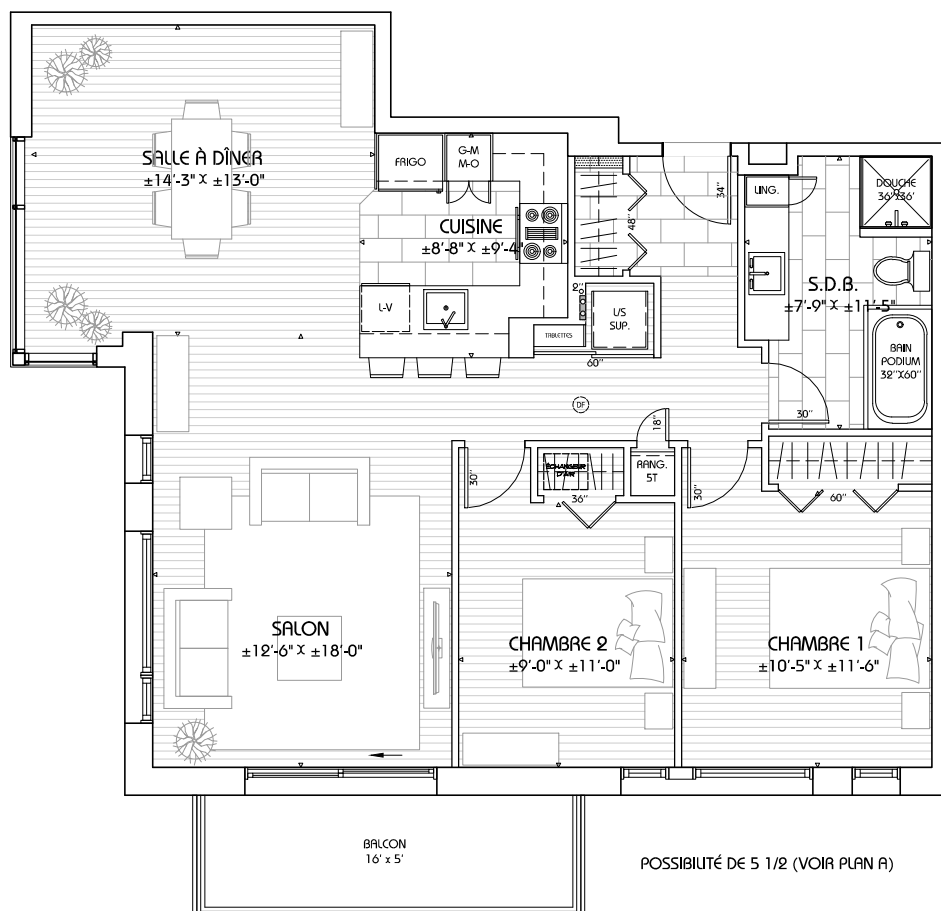 SALLE À DÎNER
±14'-3" X ±13'-0"
FRIGO
G-M
M-O
CUISINE
±8'-8" X ±9'-4"
L-V
48"
34"
LING.
DOUCHE
36"X36'
S.D.B.
±7'-9" X ±11'-5"
L/S
SUP.
TABLETTES
60"
BAIN
PODIUM
32"X60"
30"
DF
18"
30"
ÉCHANGEUR
D'AIR
36"
RANG.
5T
30"
60"
SALON
±12'-6" X ±18'-0"
CHAMBRE 2
±9'-0" X ±11'-0"
CHAMBRE 1
±10'-5" X ±11'-6"
BALCON
16' x 5'
POSSIBILITÉ DE 5 1/2 (VOIR PLAN A)